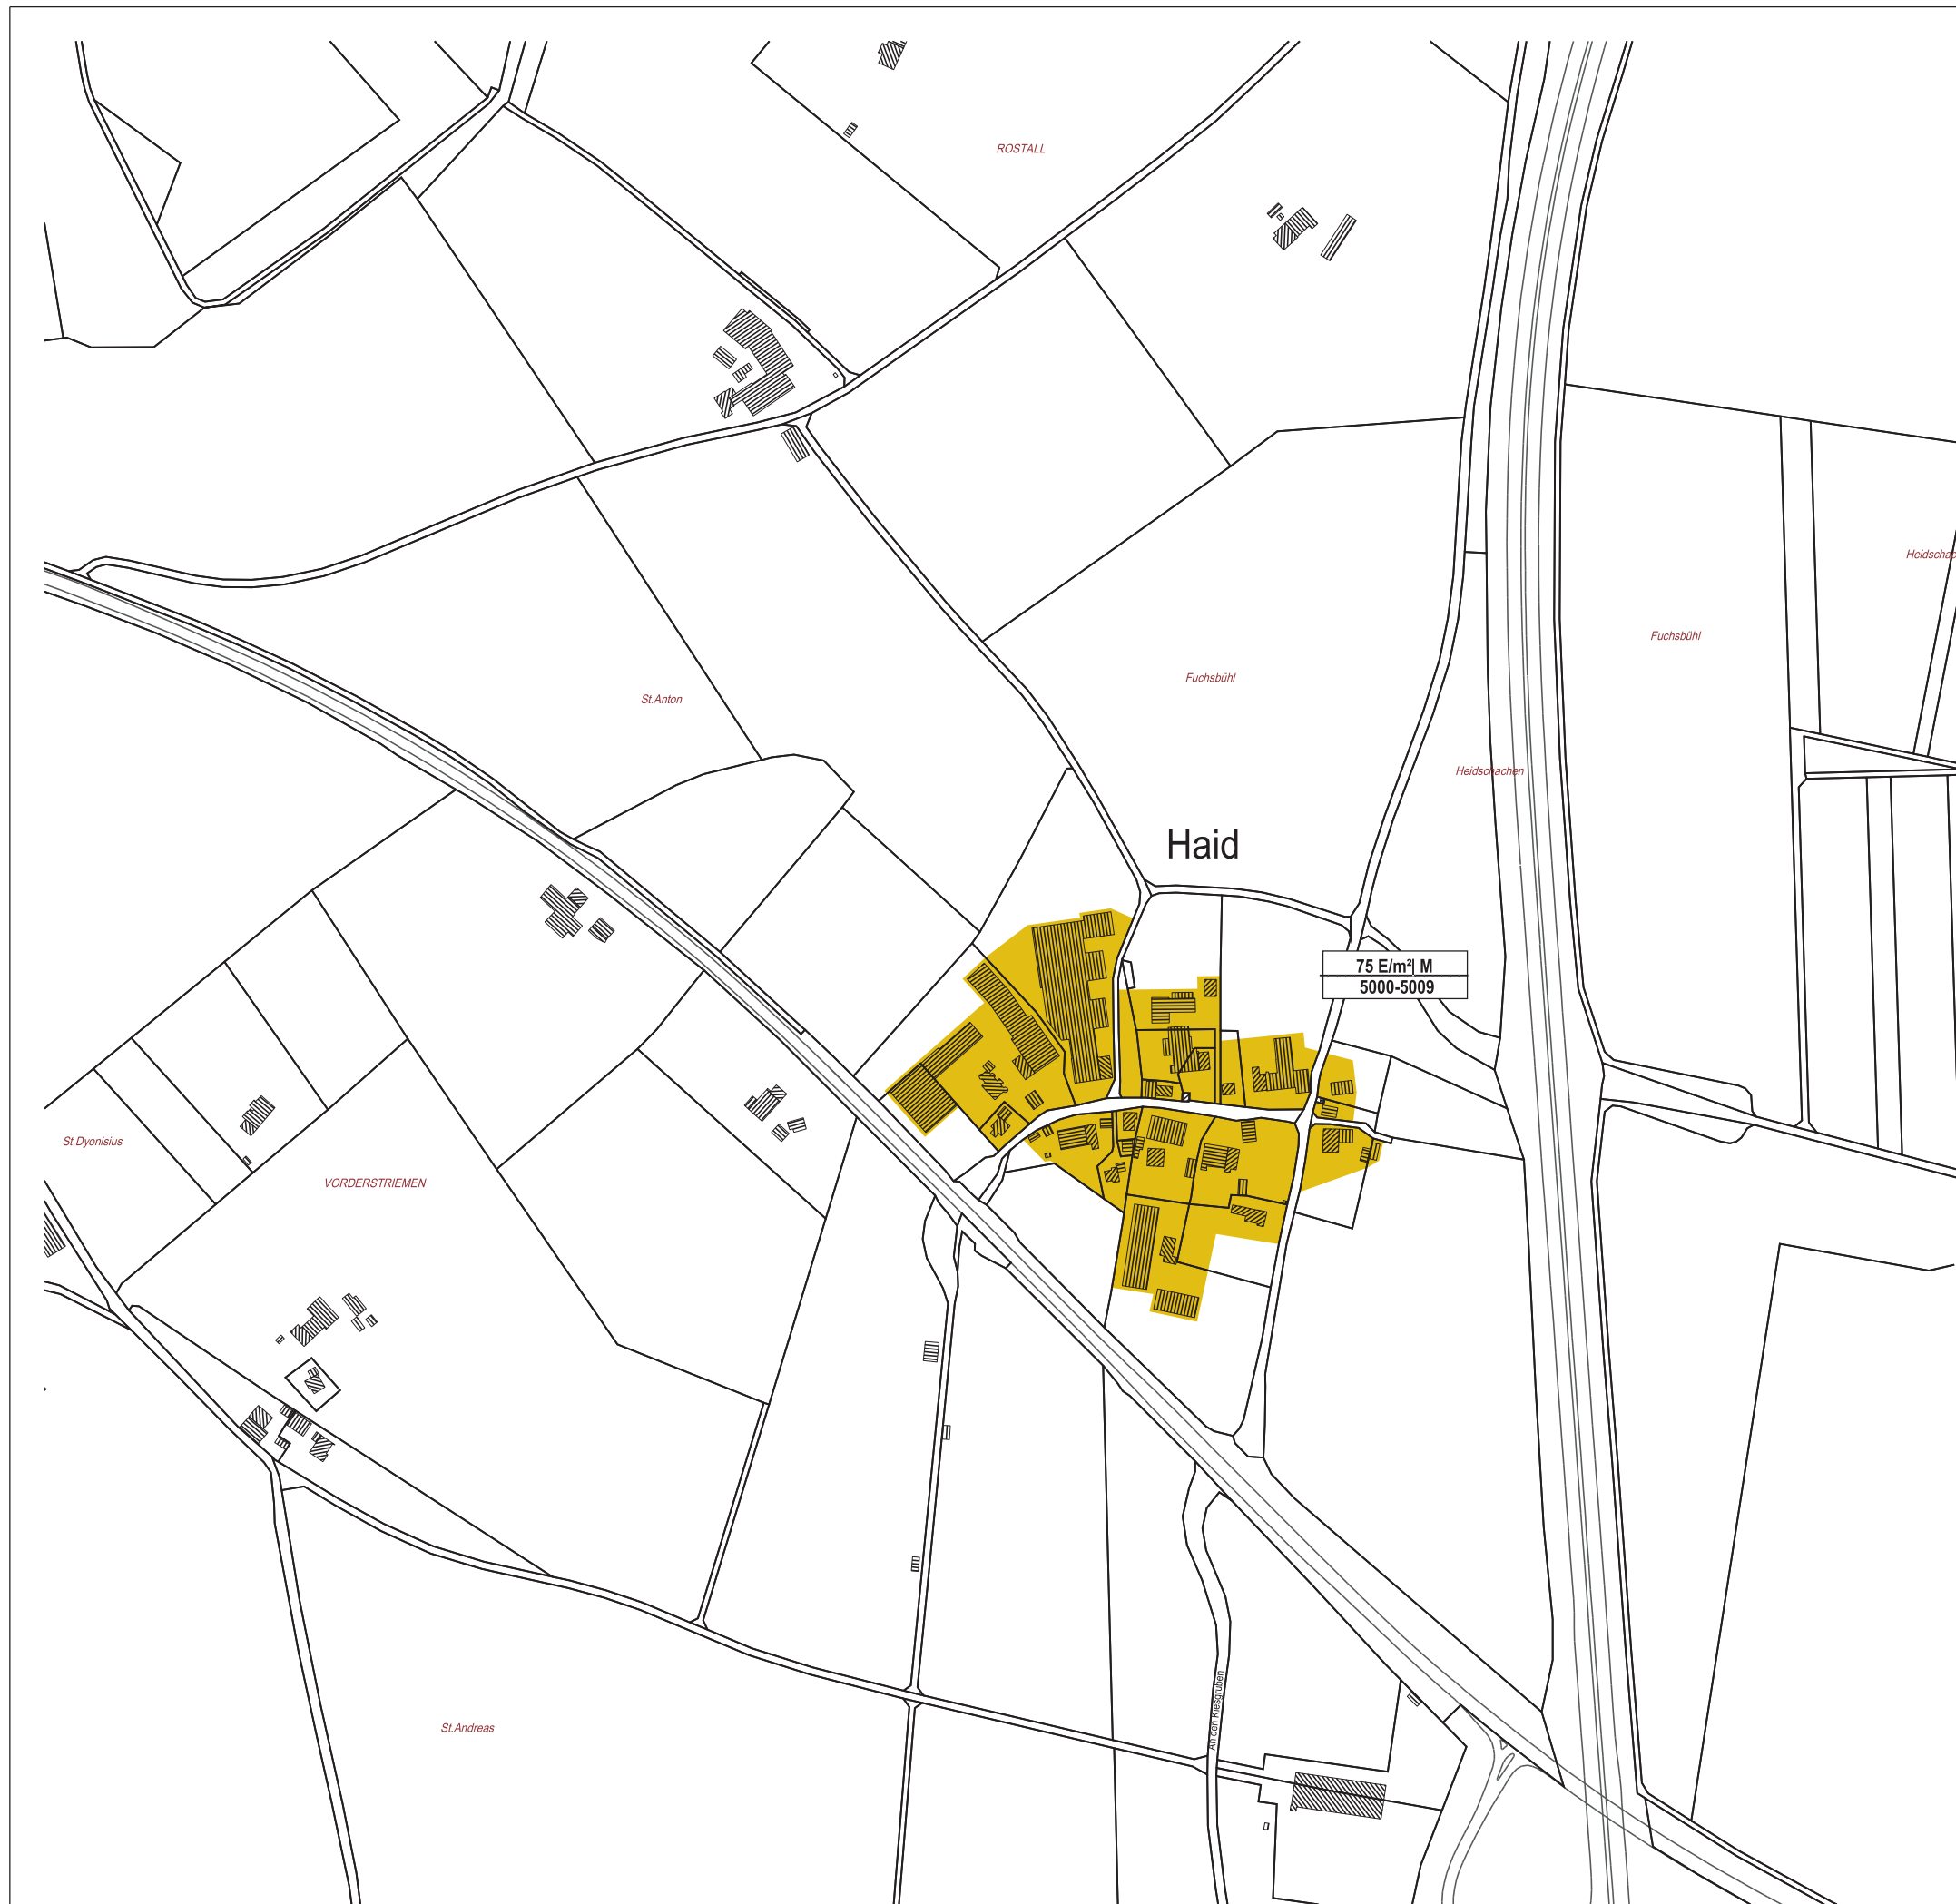 ROSTALL
Heidschac
Fuchsbühl
Fuchsbühl
St.Anton
Heidschachen
Haid
75 E/m²| M
5000-5009
St.Dyonisius
VORDERSTRIEMEN
An den Kiesgruben
St.Andreas